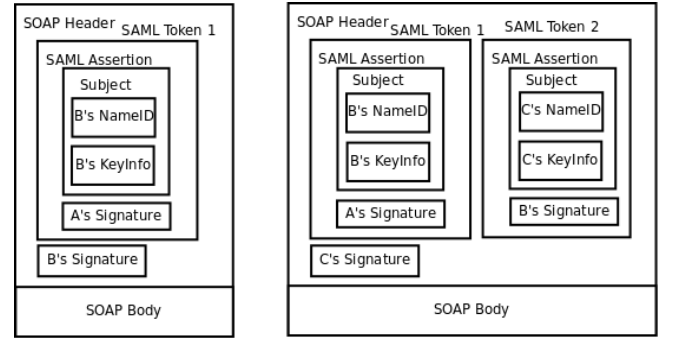 SOAP Header
SAML Token 1
SAML Assertion
Subject
B's NameID
B's KeyInfo
A's Signature
B's Signature
SOAP Body
SOAP Header
SAML Token 1
SAML Assertion
Subject
B's NameID
B's KeyInfo
A's Signature
SAML Token 2
SAML Assertion
Subject
C's NameID
C's KeyInfo
B's Signature
C's Signature
SOAP Body